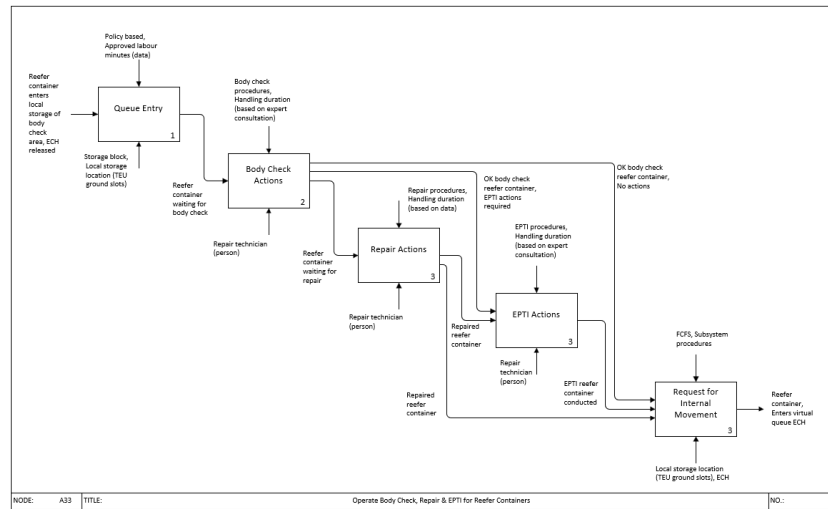 Policy based,
Approved labour
minutes (data)
Reefer
container
enters
local
storage of
body
check
area, ECH
released
Queue Entry
1
Storage block,
Local storage
location (TEU
ground slots)
Reefer
container
waiting for
body check
Body check
procedures,
Handling duration
(based on expert
consultation)
Body Check
Actions
2
Repair technician
(person)
Reefer
container
waiting for
repair
Repair procedures,
Handling duration
(based on data)
Repair Actions
3
Repair technician
(person)
OK body check
reefer container,
EPTI actions
required
OK body check
reefer container,
No actions
EPTI procedures,
Handling duration
(based on expert
consultation)
EPTI Actions
3
Repaired
reefer
container
Repair
technician
(person)
Repaired
reefer
container
EPTI reefer
container
conducted
FCFS, Subsystem
procedures
Request for
Internal
Movement
3
Reefer
container,
Enters virtual
queue ECH
Local storage location
(TEU ground slots), ECH
NODE: A33 TITLE: Operate Body Check, Repair & EPTI for Reefer Containers NO.: